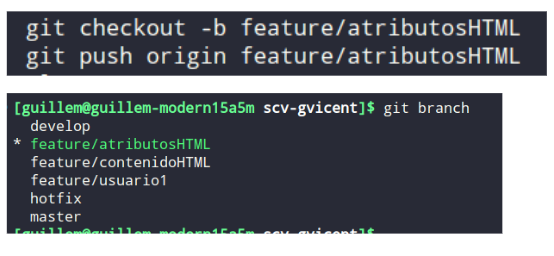 git checkout -b feature/atributosHTML
git push origin feature/atributosHTML
[guillem@guillem-modern15a5m scv-gvicent]$ git branch
develop
* feature/atributosHTML
feature/contenidoHTML
feature/usuario1
hotfix
master
[guillem@guillem-modern15a5m scv-gvicent]$